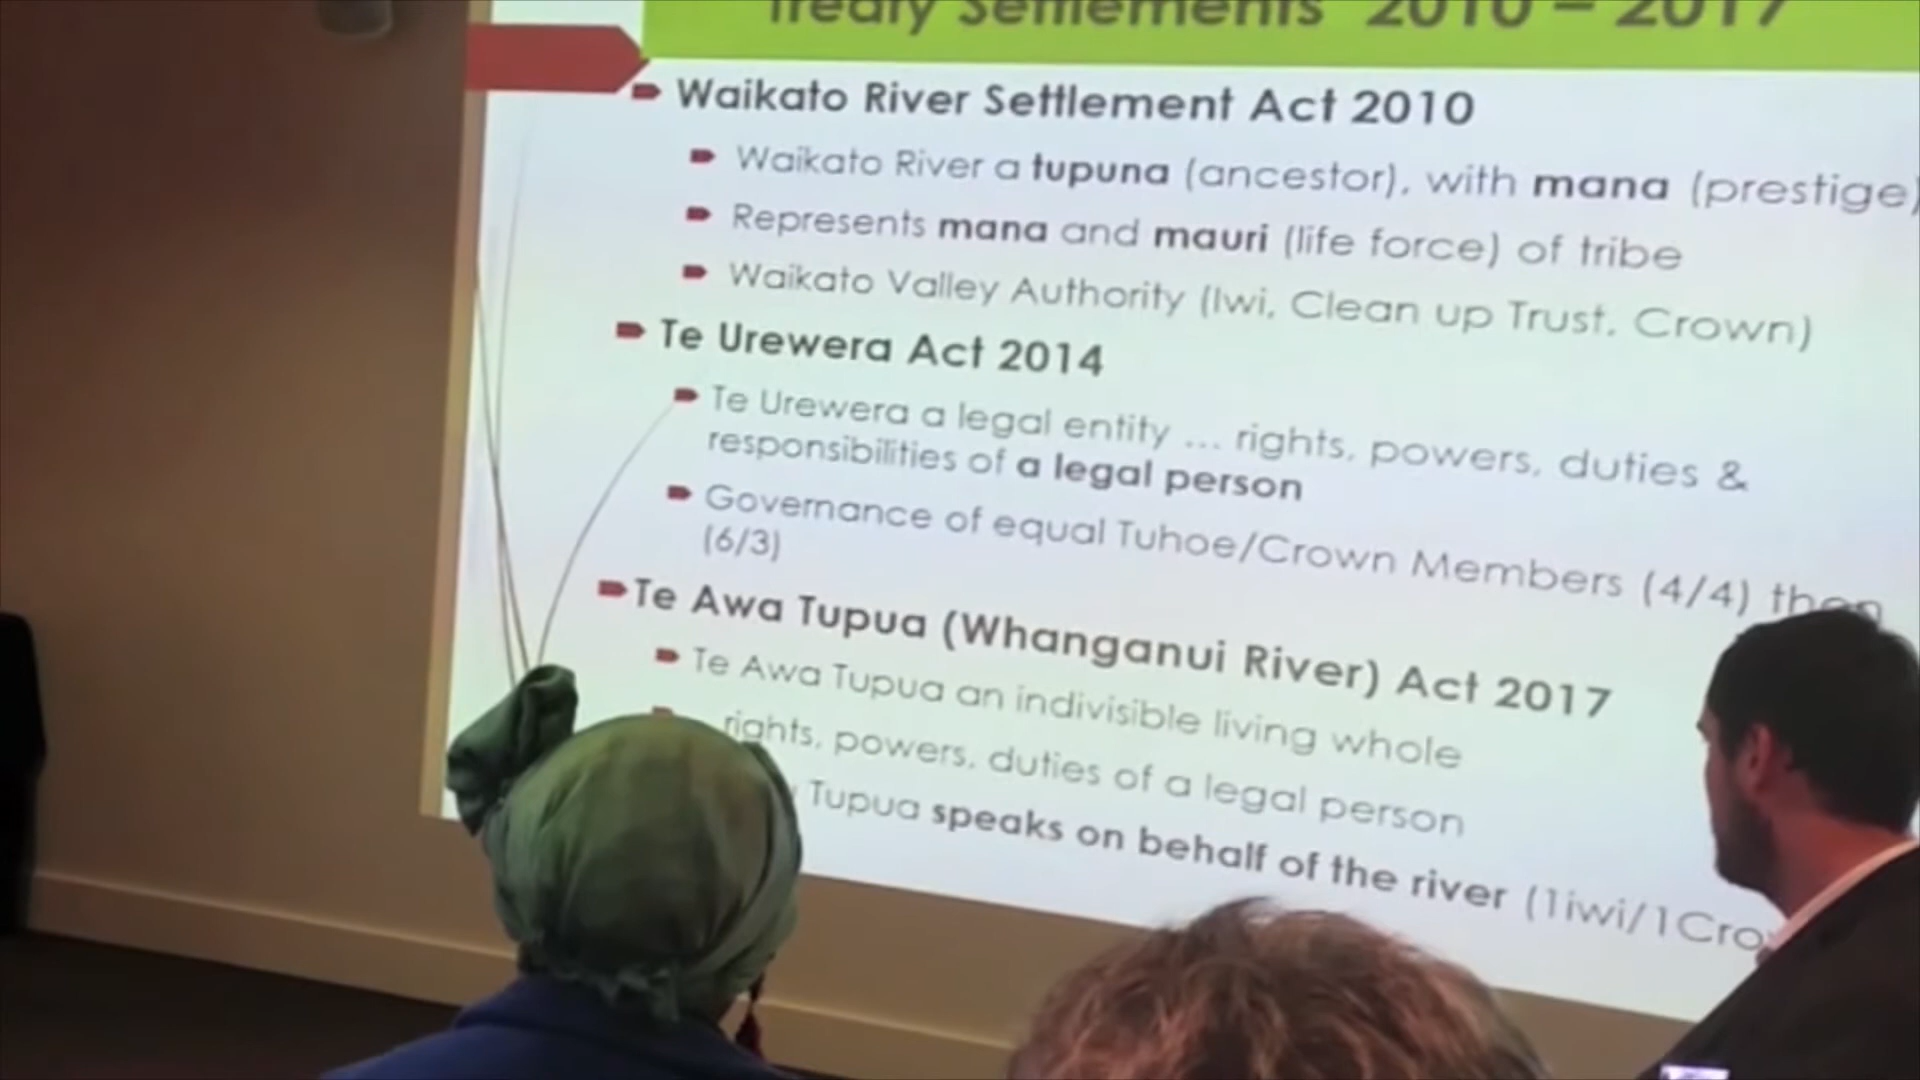 Treaty Settlements 2010 – 2017
Waikato River Settlement Act 2010
Waikato River a tupuna (ancestor), with mana (prestige)
Represents mana and mauri (life force) of tribe
Waikato Valley Authority (Iwi, Clean up Trust, Crown)
Te Urewera Act 2014
Te Urewera a legal entity ... rights, powers, duties &
responsibilities of a legal person
Governance of equal Tuhoe/Crown Members (4/4) then
(6/3)
Te Awa Tupua (Whanganui River) Act 2017
Te Awa Tupua an indivisible living whole
rights, powers, duties of a legal person
Tupua speaks on behalf of the river (1iwi/1Cro